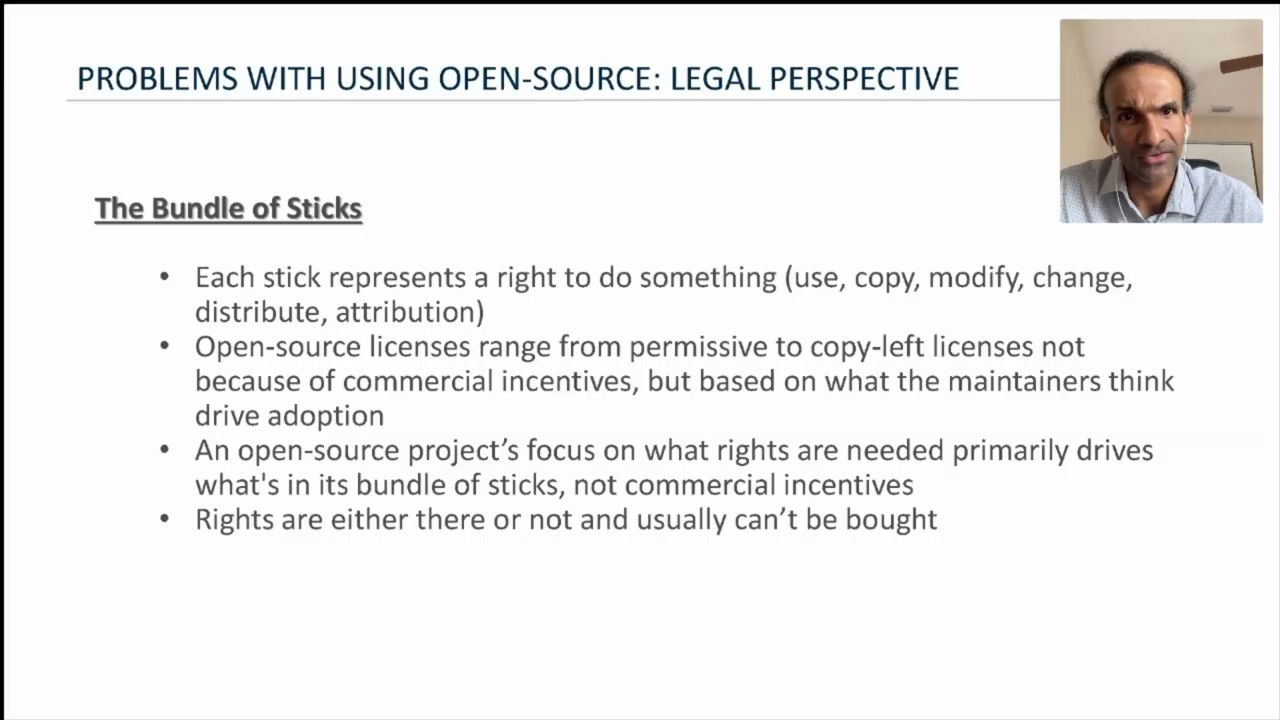 PROBLEMS WITH USING OPEN-SOURCE: LEGAL PERSPECTIVE
The Bundle of Sticks
• Each stick represents a right to do something (use, copy, modify, change,
distribute, attribution)
• Open-source licenses range from permissive to copy-left licenses not
because of commercial incentives, but based on what the maintainers think
drive adoption
• An open-source project’s focus on what rights are needed primarily drives
what's in its bundle of sticks, not commercial incentives
• Rights are either there or not and usually can’t be bought